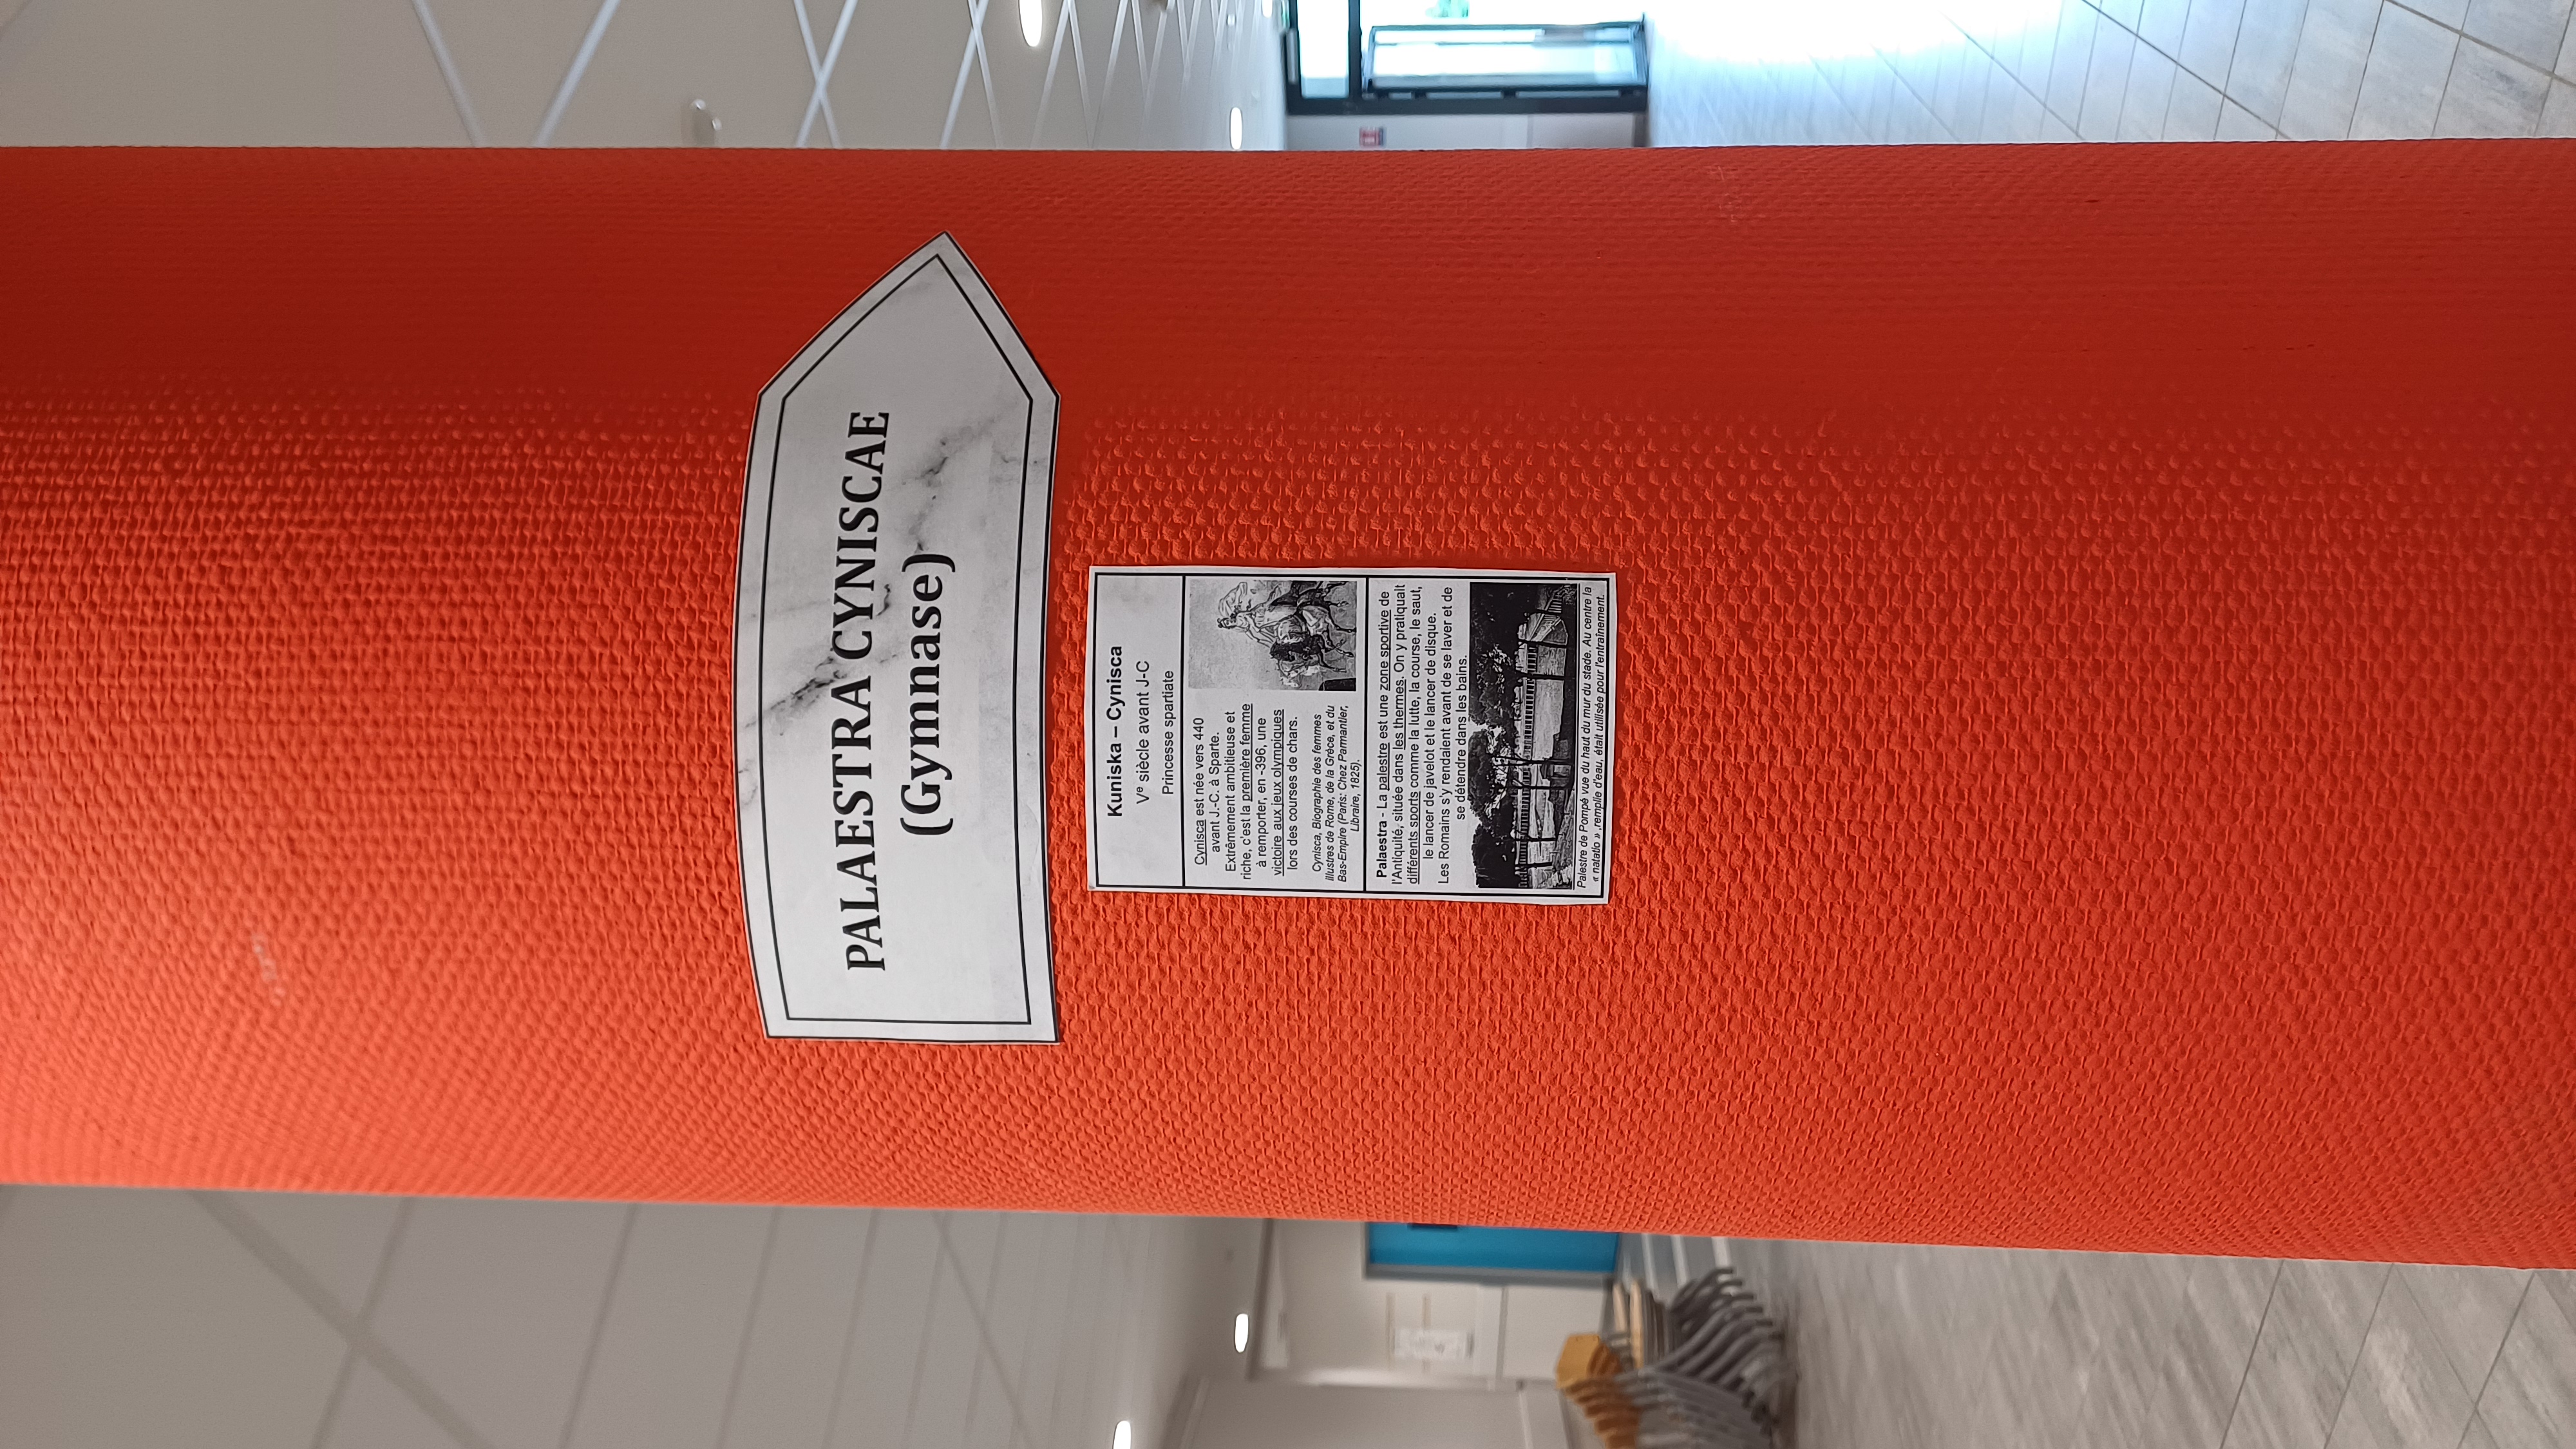 PALAESTRA CYNISCAE
(Gymnase)
Kuniska – Cynisca
Vᵉ siècle avant J-C
Princesse spartiate
Cynisca est née vers 440
avant J.-C. à Sparte.
Extrêmement ambitieuse et
riche, c'est la première femme
à remporter, en -396, une
victoire aux Jeux olympiques
lors des courses de chars.
Cynisca, Biographie des femmes
illustres de Rome, de la Grèce, et du
Bas-Empire (Paris: Chez Parmantier,
Libraire, 1825).
Palaestra - La palestre est une zone sportive de
l'Antiquité, située dans les thermes. On y pratiquait
différents sports comme la lutte, la course, le saut,
le lancer de javelot et le lancer de disque.
Les Romains s'y rendaient avant de se laver et de
se détendre dans les bains.
Palestre de Pompé vue du haut du mur du stade. Au centre la
« natatio » ,remplie d'eau, était utilisée pour l'entraînement.